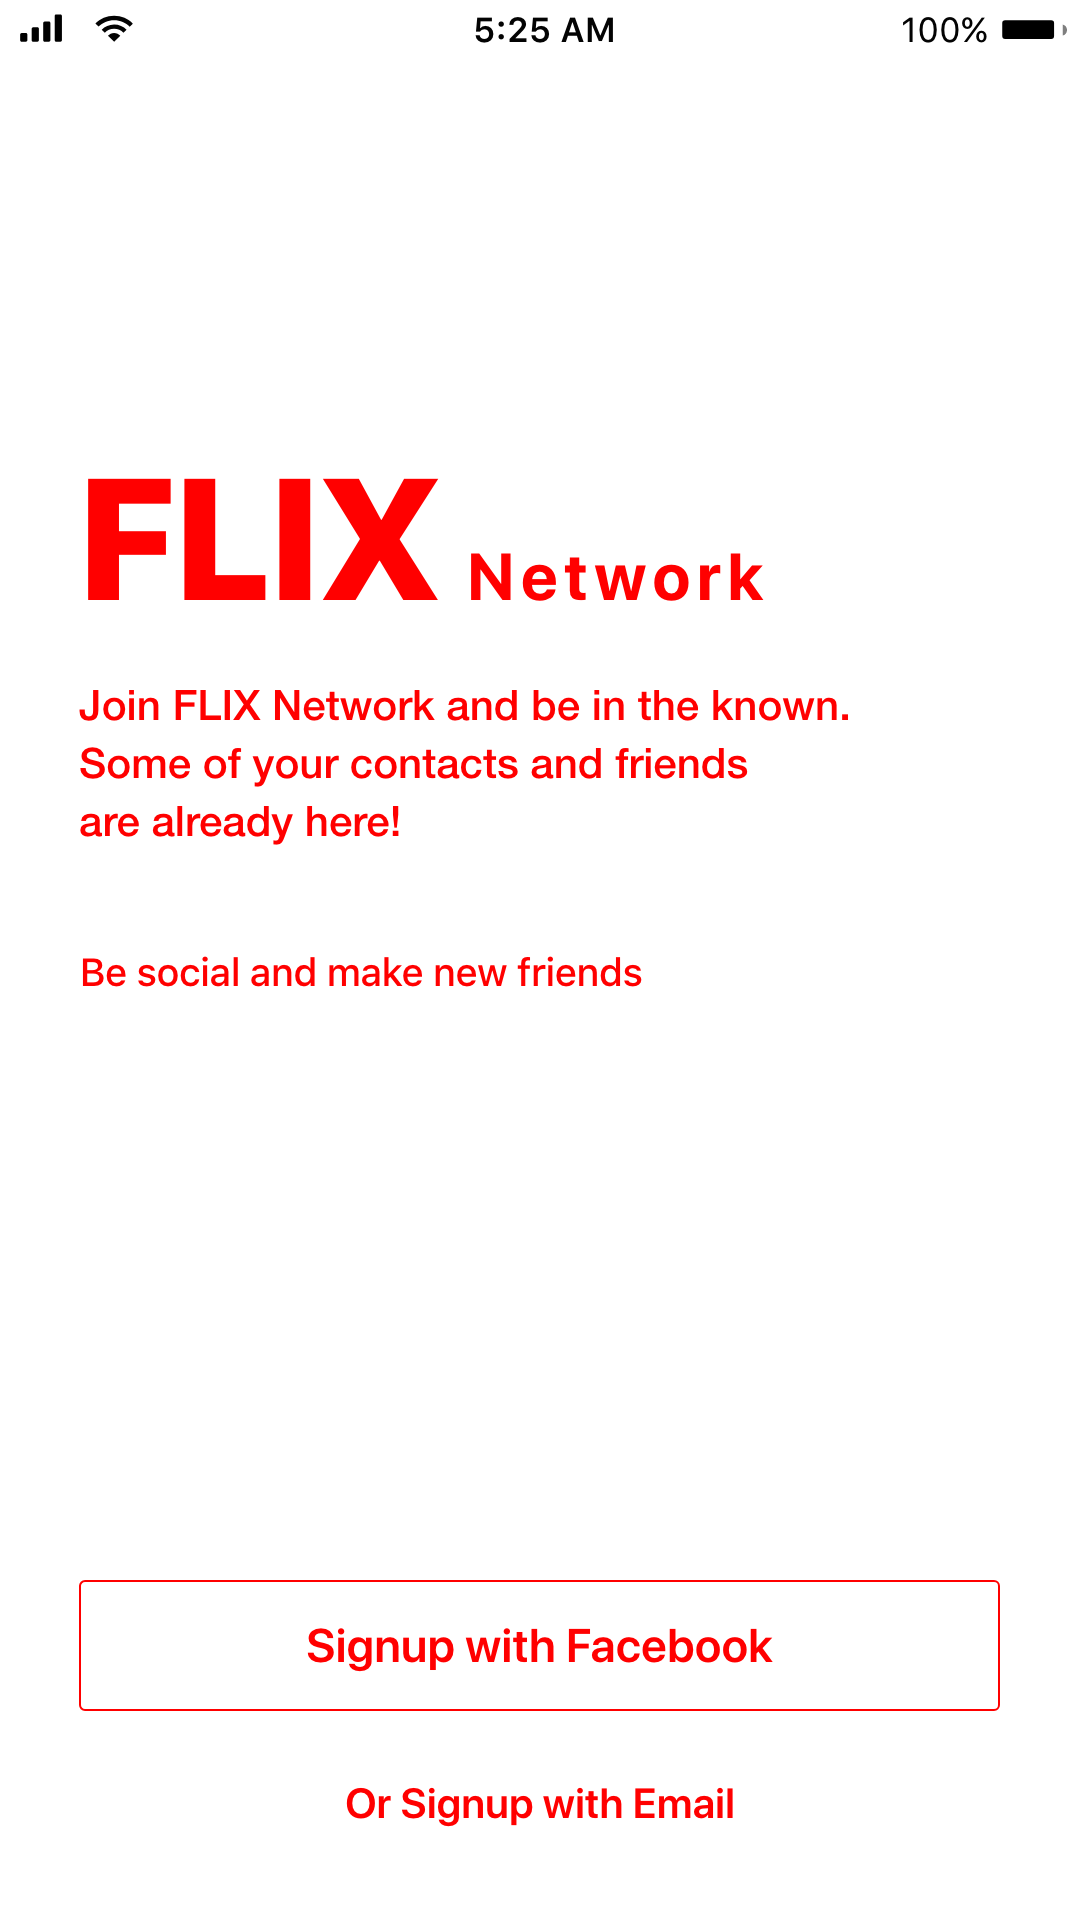 5:25 AM 100%
FLIX Network
Join FLIX Network and be in the known.
Some of your contacts and friends
are already here!
Be social and make new friends
Signup with Facebook
Or Signup with Email